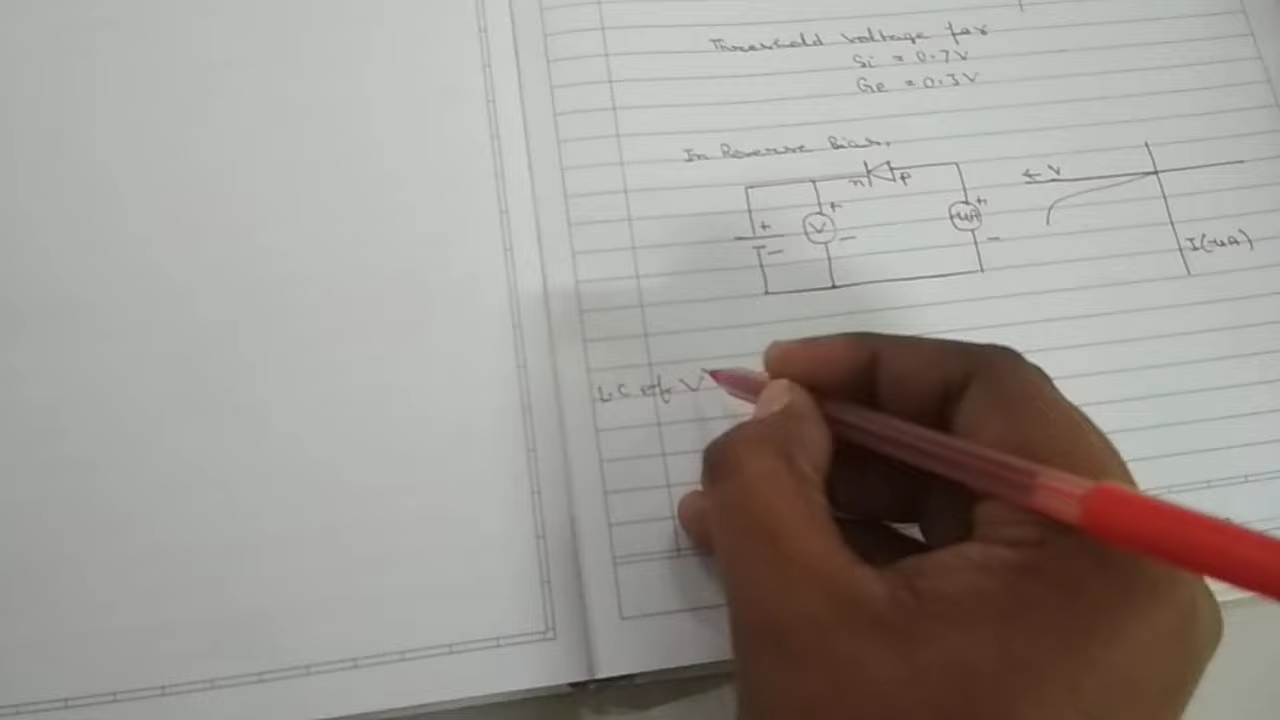 Threshold Voltage for
Si = 0.7V
Ge = 0.3V
In Reverse Bias,
n p
← V
+ + +
V μA
- - -
I(-μA)
L.C of V